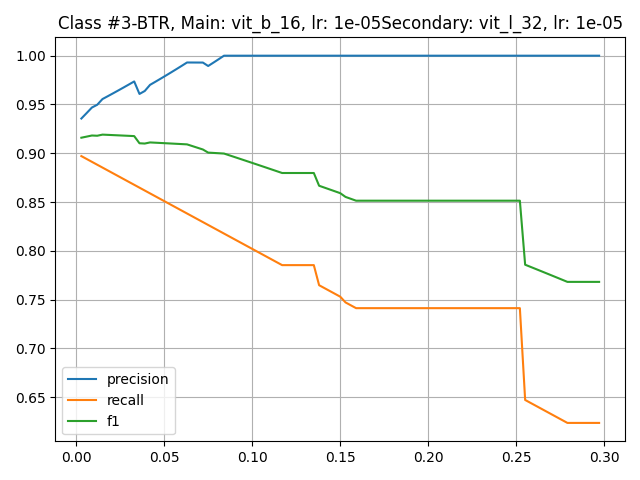 Class #3-BTR, Main: vit_b_16, lr: 1e-05Secondary: vit_l_32, lr: 1e-05
1.00
0.95
0.90
0.85
0.80
0.75
0.70
0.65
precision
recall
f1
0.00 0.05 0.10 0.15 0.20 0.25 0.30